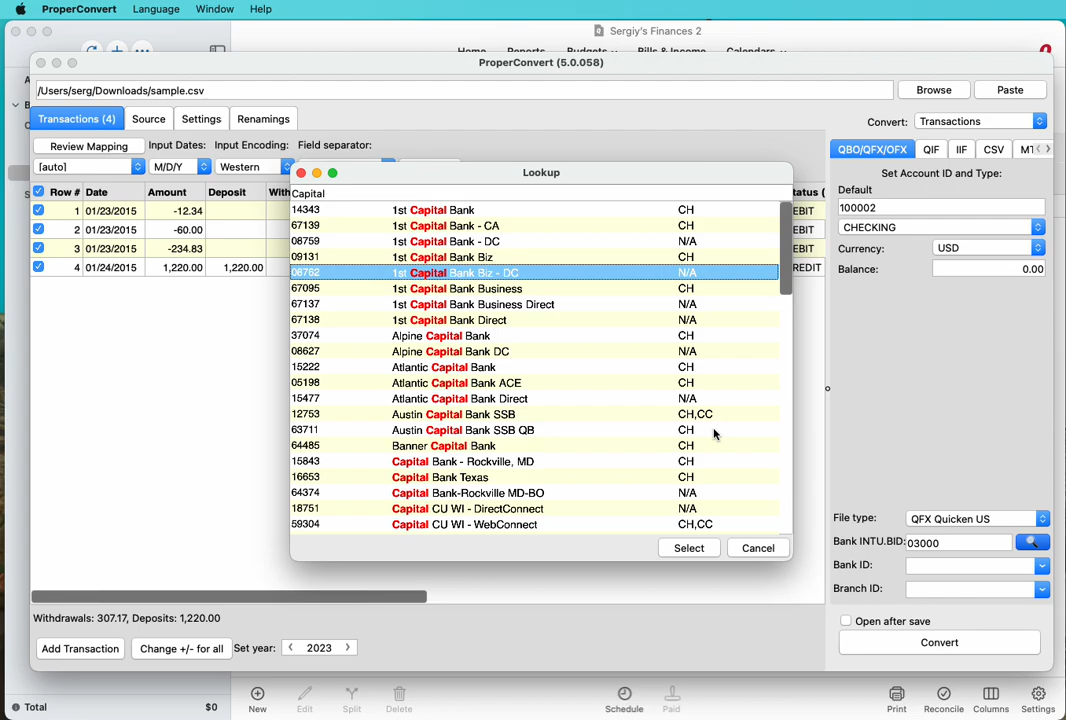 ProperConvert Language Window Help
Sergiy's Finances 2
Home Reports Budgets Bills & Income Calendars
ProperConvert (5.0.058)
/Users/serg/Downloads/sample.csv
Browse Paste
Transactions (4) Source Settings Renamings
Convert: Transactions
Review Mapping Input Dates: Input Encoding: Field separator:
[auto] M/D/Y Western
QBO/QFX/OFX QIF IIF CSV MT
Set Account ID and Type:
Default
100002
CHECKING
Currency: USD
Balance: 0.00
Row # Date Amount Deposit With
1 01/23/2015 -12.34
2 01/23/2015 -60.00
3 01/23/2015 -234.83
4 01/24/2015 1,220.00 1,220.00
tatus (
EBIT
EBIT
EBIT
REDIT
Lookup
Capital
14343 1st Capital Bank CH
67139 1st Capital Bank - CA CH
08759 1st Capital Bank - DC N/A
09131 1st Capital Bank Biz CH
08762 1st Capital Bank Biz - DC N/A
67095 1st Capital Bank Business CH
67137 1st Capital Bank Business Direct N/A
67138 1st Capital Bank Direct N/A
37074 Alpine Capital Bank CH
08627 Alpine Capital Bank DC N/A
15222 Atlantic Capital Bank CH
05198 Atlantic Capital Bank ACE CH
15477 Atlantic Capital Bank Direct N/A
12753 Austin Capital Bank SSB CH,CC
63711 Austin Capital Bank SSB QB CH
64485 Banner Capital Bank CH
15843 Capital Bank - Rockville, MD CH
16653 Capital Bank Texas CH
64374 Capital Bank-Rockville MD-BO N/A
18751 Capital CU WI - DirectConnect N/A
59304 Capital CU WI - WebConnect CH,CC
Select Cancel
File type: QFX Quicken US
Bank INTU.BID: 03000
Bank ID:
Branch ID:
Open after save
Convert
Withdrawals: 307.17, Deposits: 1,220.00
Add Transaction Change +/- for all Set year: 2023
Total $0
New Edit Split Delete Schedule Paid Print Reconcile Columns Settings